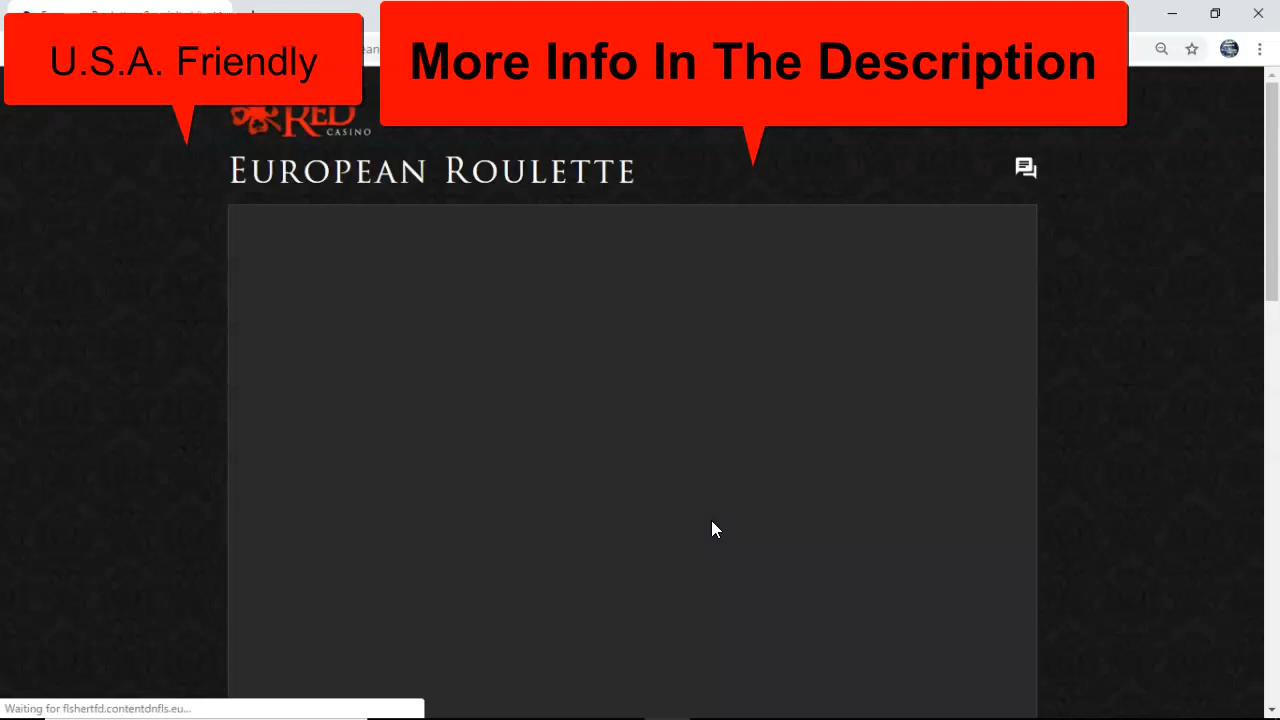 U.S.A. Friendly
More Info In The Description
RED
CASINO
EUROPEAN ROULETTE
Waiting for flshertfd.contentdnfls.eu...